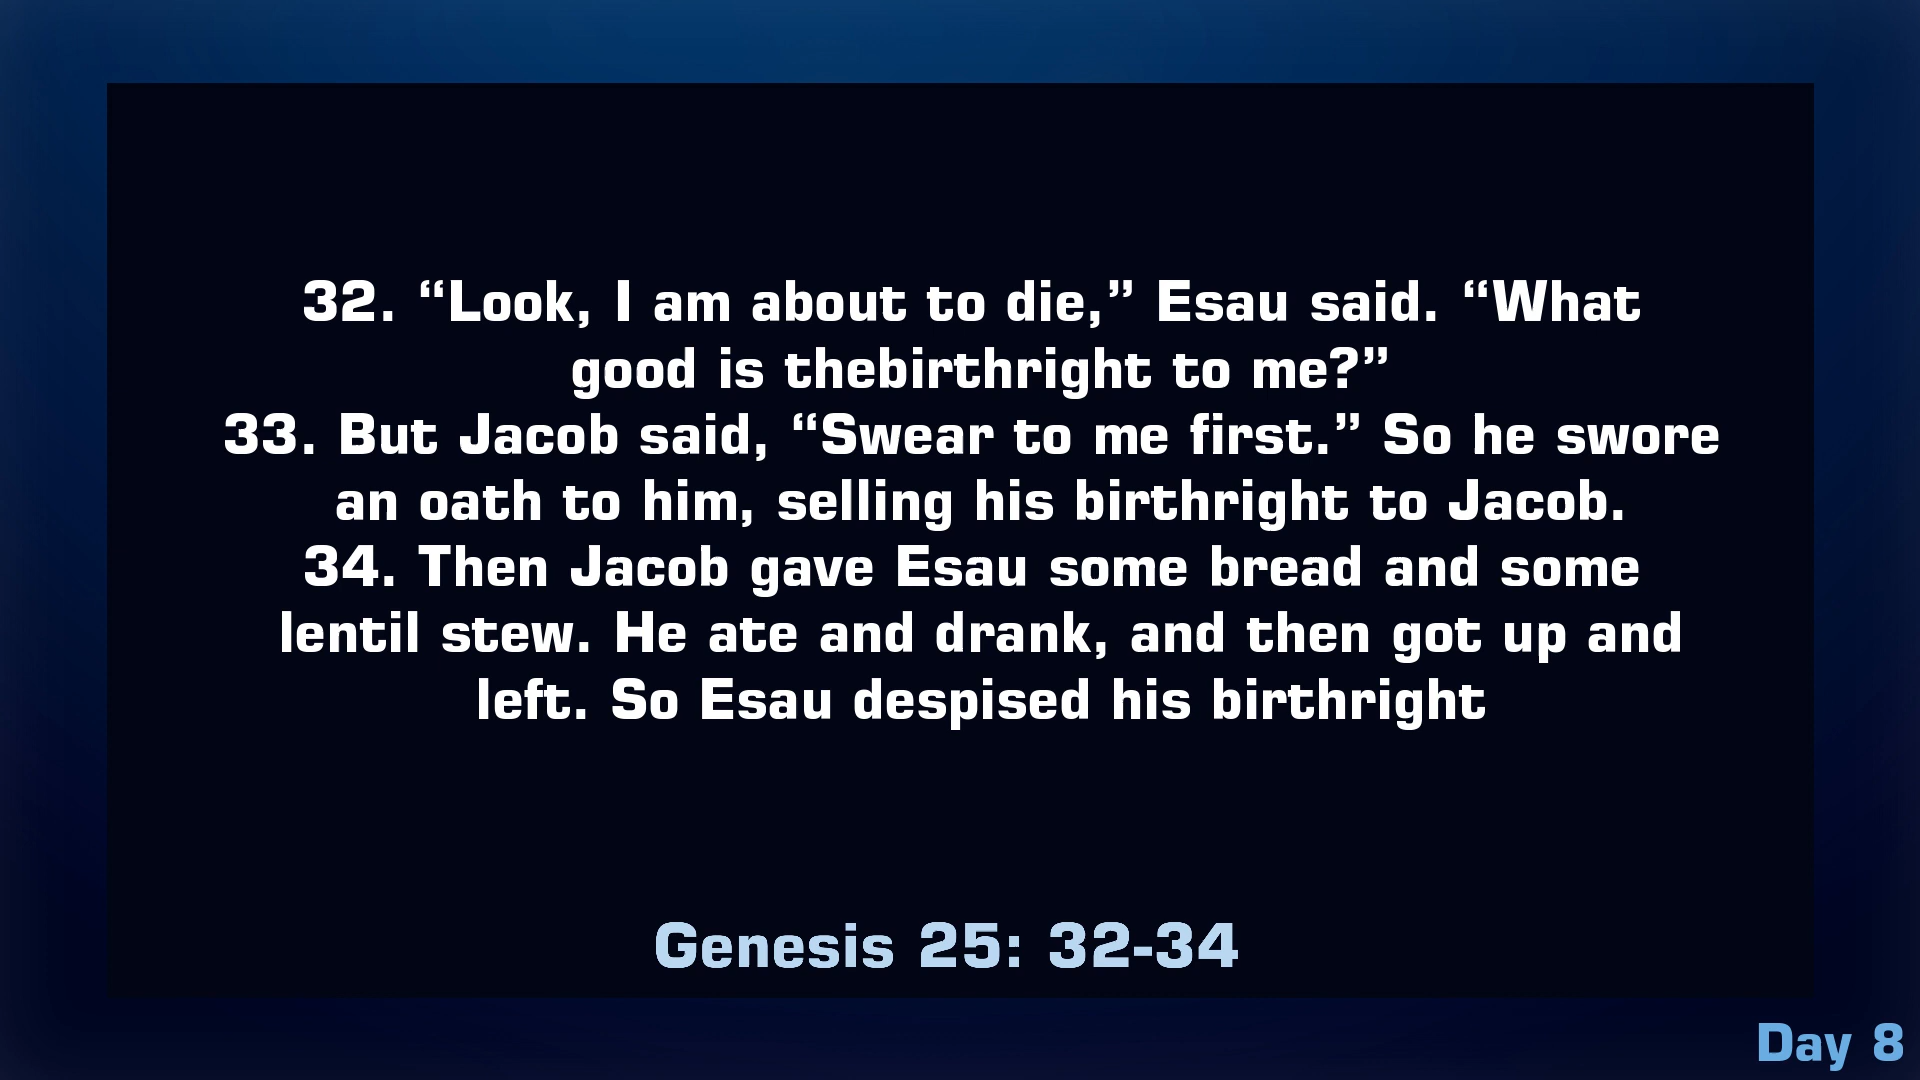 32. “Look, I am about to die,” Esau said. “What
good is thebirthright to me?”
33. But Jacob said, “Swear to me first.” So he swore
an oath to him, selling his birthright to Jacob.
34. Then Jacob gave Esau some bread and some
lentil stew. He ate and drank, and then got up and
left. So Esau despised his birthright
Genesis 25: 32-34
Day 8